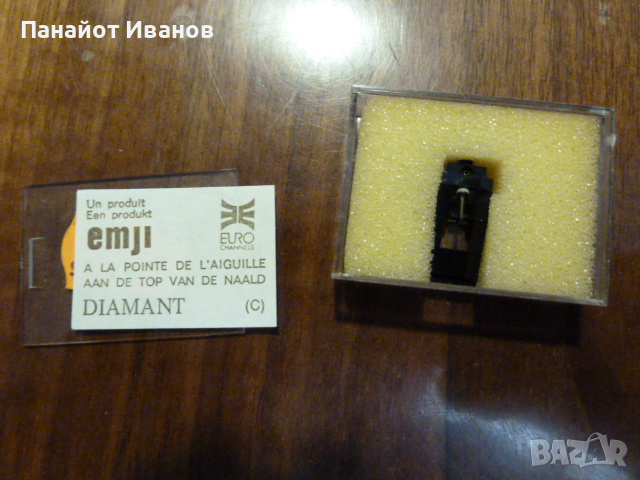 Панайот Иванов
Un produit
Een produkt
emji
EURO
CHANNELS
A LA POINTE DE L'AIGUILLE
AAN DE TOP VAN DE NAALD
DIAMANT (C)
BAZAR